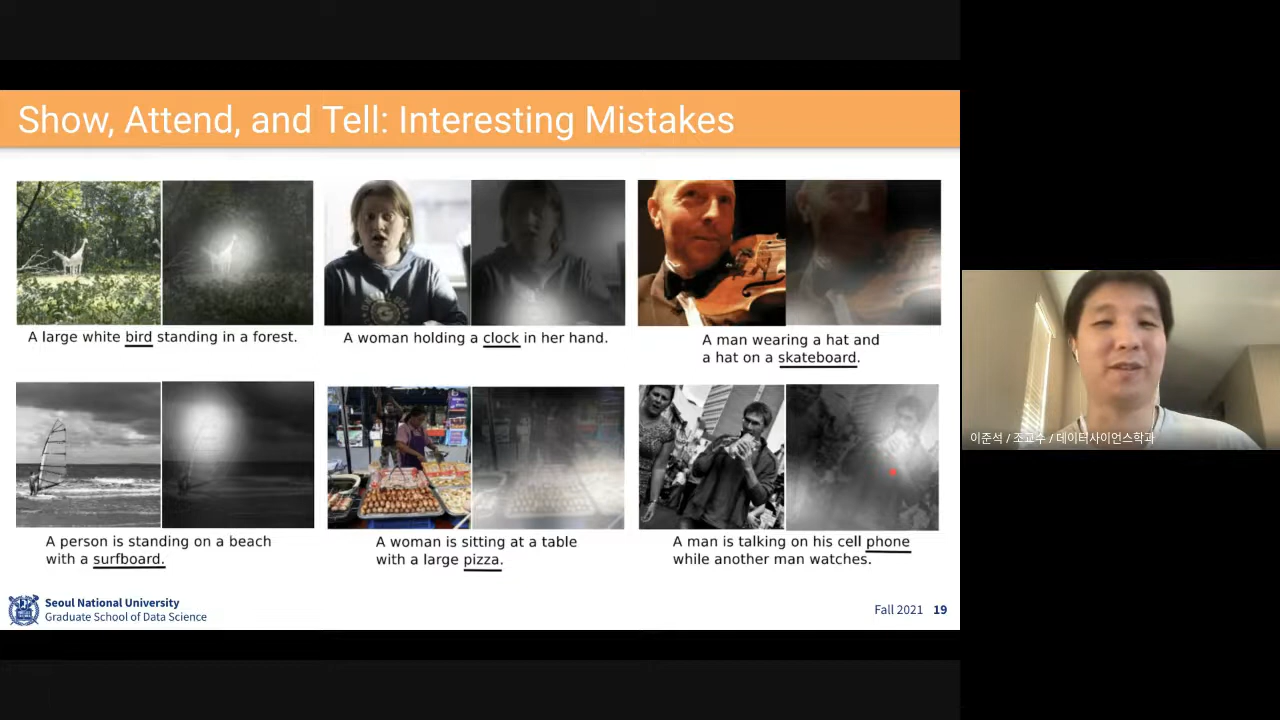 Show, Attend, and Tell: Interesting Mistakes
A large white bird standing in a forest.
A woman holding a clock in her hand.
A man wearing a hat and
a hat on a skateboard.
A person is standing on a beach
with a surfboard.
A woman is sitting at a table
with a large pizza.
A man is talking on his cell phone
while another man watches.
Seoul National University
Graduate School of Data Science
Fall 2021 19
이준석 / 조교수 / 데이터사이언스학과